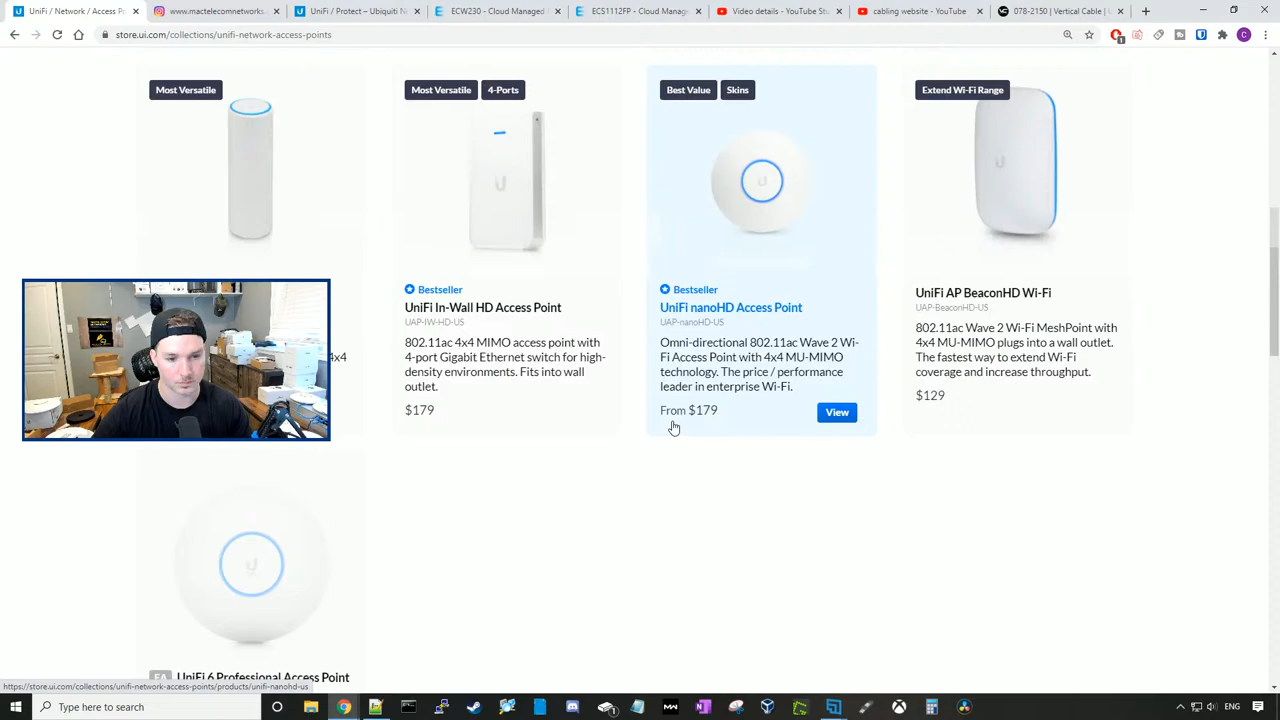 UniFi / Network / Access Po
www.mactelecomnetworks.
UniFi / Protect – Ubiquiti N
ECW230 - Cloud Managed
ECS1112FP - Cloud Manage
Video details - YouTube Stu
cabling website - YouTube
078-2150 | Vertical Cable |
store.ui.com/collections/unifi-network-access-points
Most Versatile
Most Versatile 4-Ports
Best Value Skins
Extend Wi-Fi Range
4x4
Bestseller
UniFi In-Wall HD Access Point
UAP-IW-HD-US
802.11ac 4x4 MIMO access point with
4-port Gigabit Ethernet switch for high-
density environments. Fits into wall
outlet.
$179
Bestseller
UniFi nanoHD Access Point
UAP-nanoHD-US
Omni-directional 802.11ac Wave 2 Wi-
Fi Access Point with 4x4 MU-MIMO
technology. The price / performance
leader in enterprise Wi-Fi.
From $179
View
UniFi AP BeaconHD Wi-Fi
UAP-BeaconHD-US
802.11ac Wave 2 Wi-Fi MeshPoint with
4x4 MU-MIMO plugs into a wall outlet.
The fastest way to extend Wi-Fi
coverage and increase throughput.
$129
EA UniFi 6 Professional Access Point
https://store.ui.com/collections/unifi-network-access-points/products/unifi-nanohd-us
Type here to search
ENG